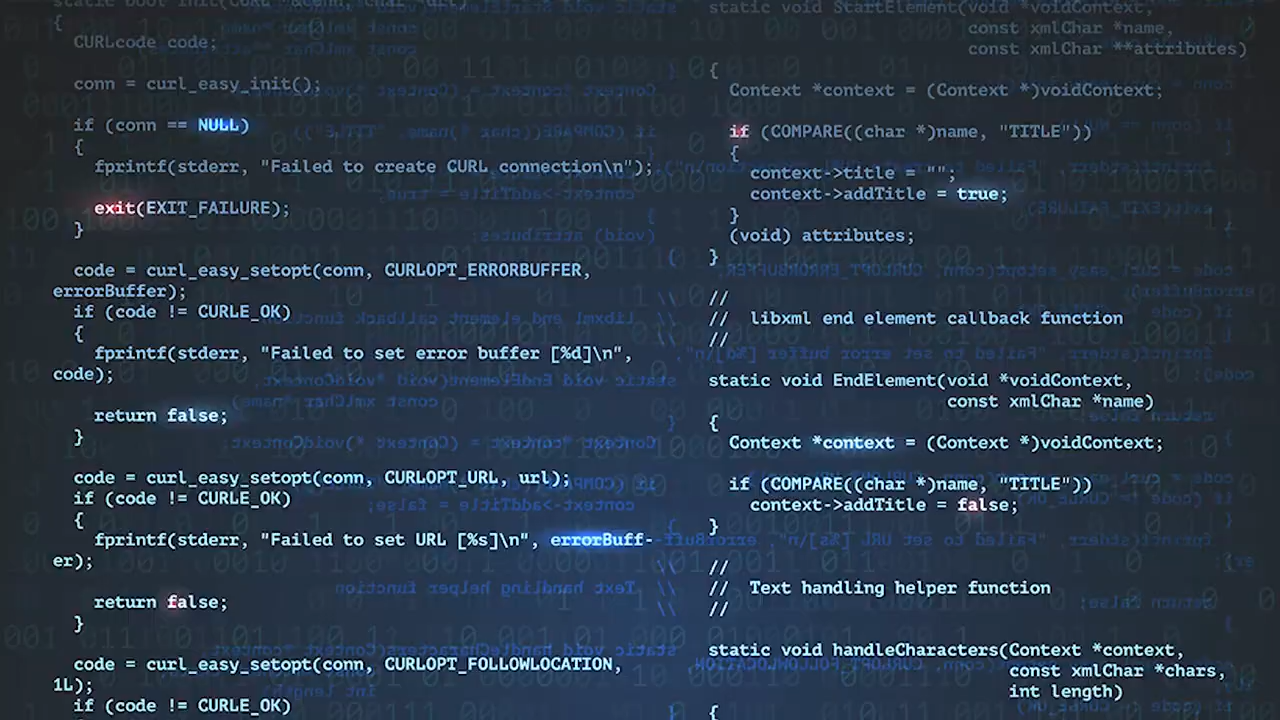 static bool init(CURL *&conn, char *url)
{
CURLcode code;
conn = curl_easy_init();
if (conn == NULL)
{
fprintf(stderr, "Failed to create CURL connection\n");
exit(EXIT_FAILURE);
}
code = curl_easy_setopt(conn, CURLOPT_ERRORBUFFER,
errorBuffer);
if (code != CURLE_OK)
{
fprintf(stderr, "Failed to set error buffer [%d]\n",
code);
return false;
}
code = curl_easy_setopt(conn, CURLOPT_URL, url);
if (code != CURLE_OK)
{
fprintf(stderr, "Failed to set URL [%s]\n", errorBuff-
er);
return false;
}
code = curl_easy_setopt(conn, CURLOPT_FOLLOWLOCATION,
1L);
if (code != CURLE_OK)
static void StartElement(void *voidContext,
const xmlChar *name,
const xmlChar **attributes)
{
Context *context = (Context *)voidContext;
if (COMPARE((char *)name, "TITLE"))
{
context->title = "";
context->addTitle = true;
}
(void) attributes;
}
//
// libxml end element callback function
//
static void EndElement(void *voidContext,
const xmlChar *name)
{
Context *context = (Context *)voidContext;
if (COMPARE((char *)name, "TITLE"))
context->addTitle = false;
}
//
// Text handling helper function
//
static void handleCharacters(Context *context,
const xmlChar *chars,
int length)
{